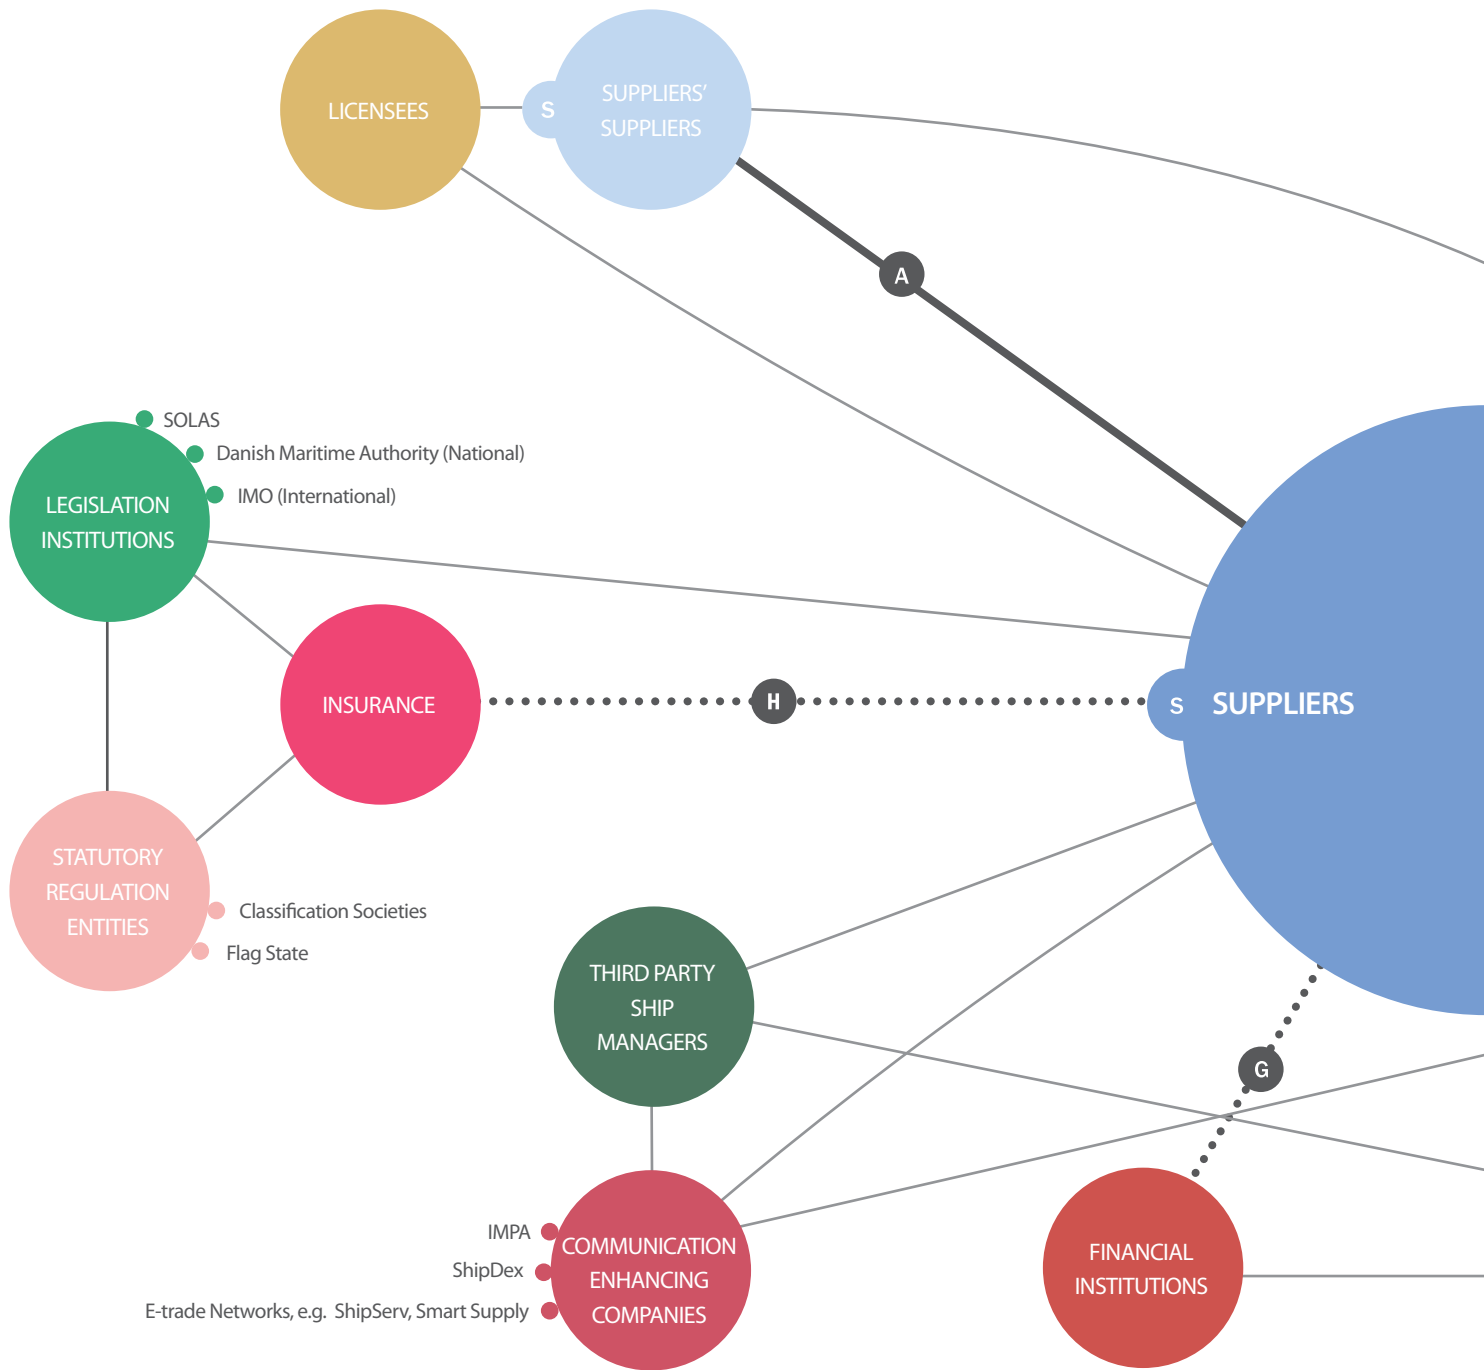 LICENSEES
S
SUPPLIERS’
SUPPLIERS
A
SOLAS
Danish Maritime Authority (National)
IMO (International)
LEGISLATION
INSTITUTIONS
INSURANCE
H
S
SUPPLIERS
STATUTORY
REGULATION
ENTITIES
Classification Societies
Flag State
THIRD PARTY
SHIP
MANAGERS
G
IMPA
ShipDex
E-trade Networks, e.g. ShipServ, Smart Supply
COMMUNICATION
ENHANCING
COMPANIES
FINANCIAL
INSTITUTIONS